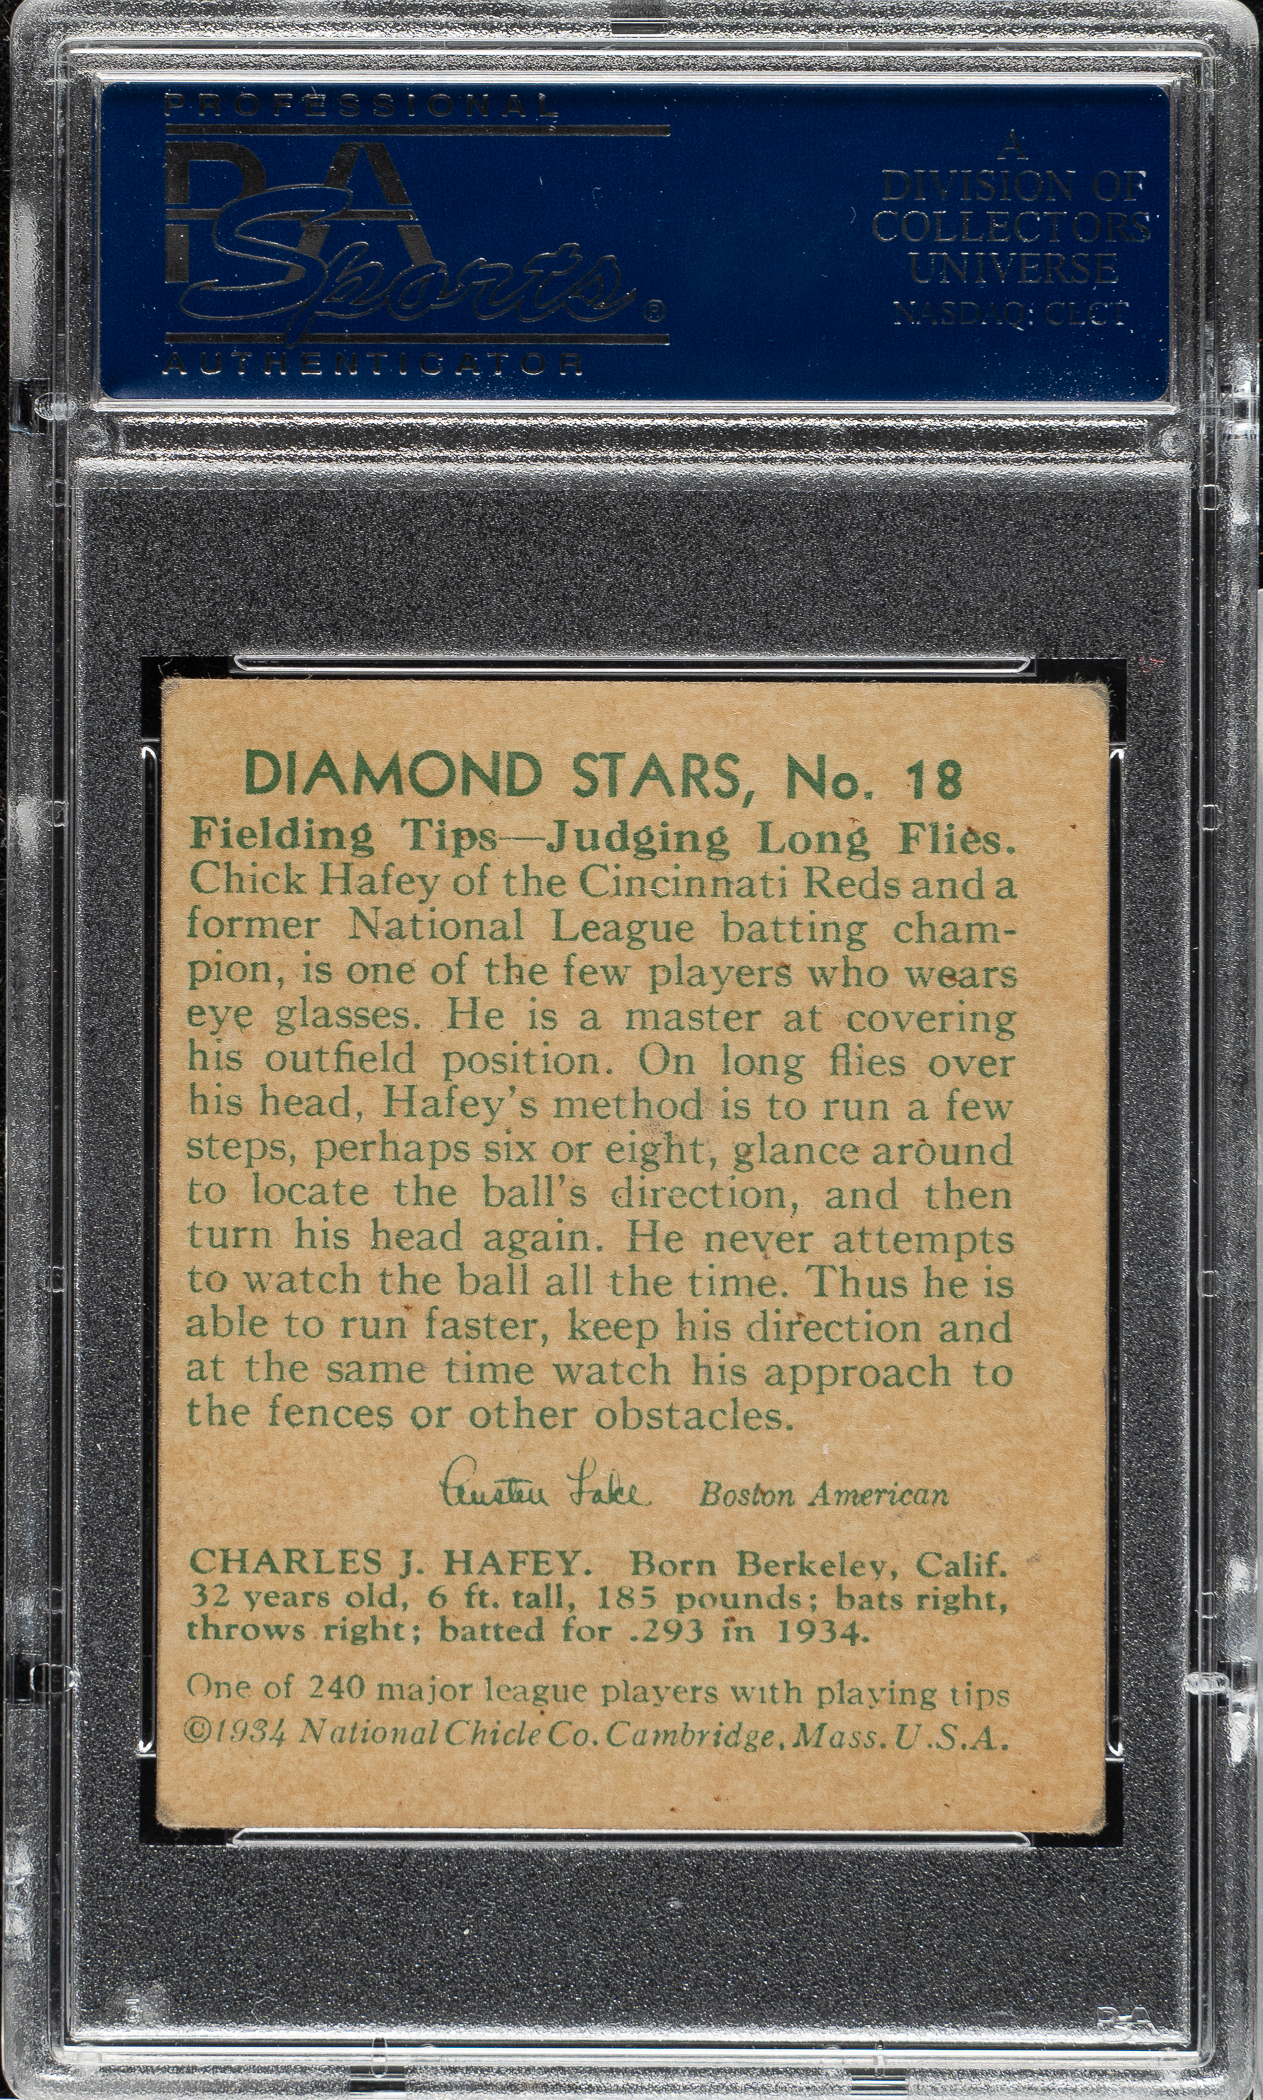 PROFESSIONAL
PSA
Sports®
AUTHENTICATOR
A
DIVISION OF
COLLECTORS
UNIVERSE
NASDAQ: CLCT
DIAMOND STARS, No. 18
Fielding Tips—Judging Long Flies.
Chick Hafey of the Cincinnati Reds and a
former National League batting cham-
pion, is one of the few players who wears
eye glasses. He is a master at covering
his outfield position. On long flies over
his head, Hafey's method is to run a few
steps, perhaps six or eight, glance around
to locate the ball's direction, and then
turn his head again. He never attempts
to watch the ball all the time. Thus he is
able to run faster, keep his direction and
at the same time watch his approach to
the fences or other obstacles.
Austen Lake Boston American
CHARLES J. HAFEY. Born Berkeley, Calif.
32 years old, 6 ft. tall, 185 pounds; bats right,
throws right; batted for .293 in 1934.
One of 240 major league players with playing tips
©1934 National Chicle Co. Cambridge, Mass. U.S.A.
PSA